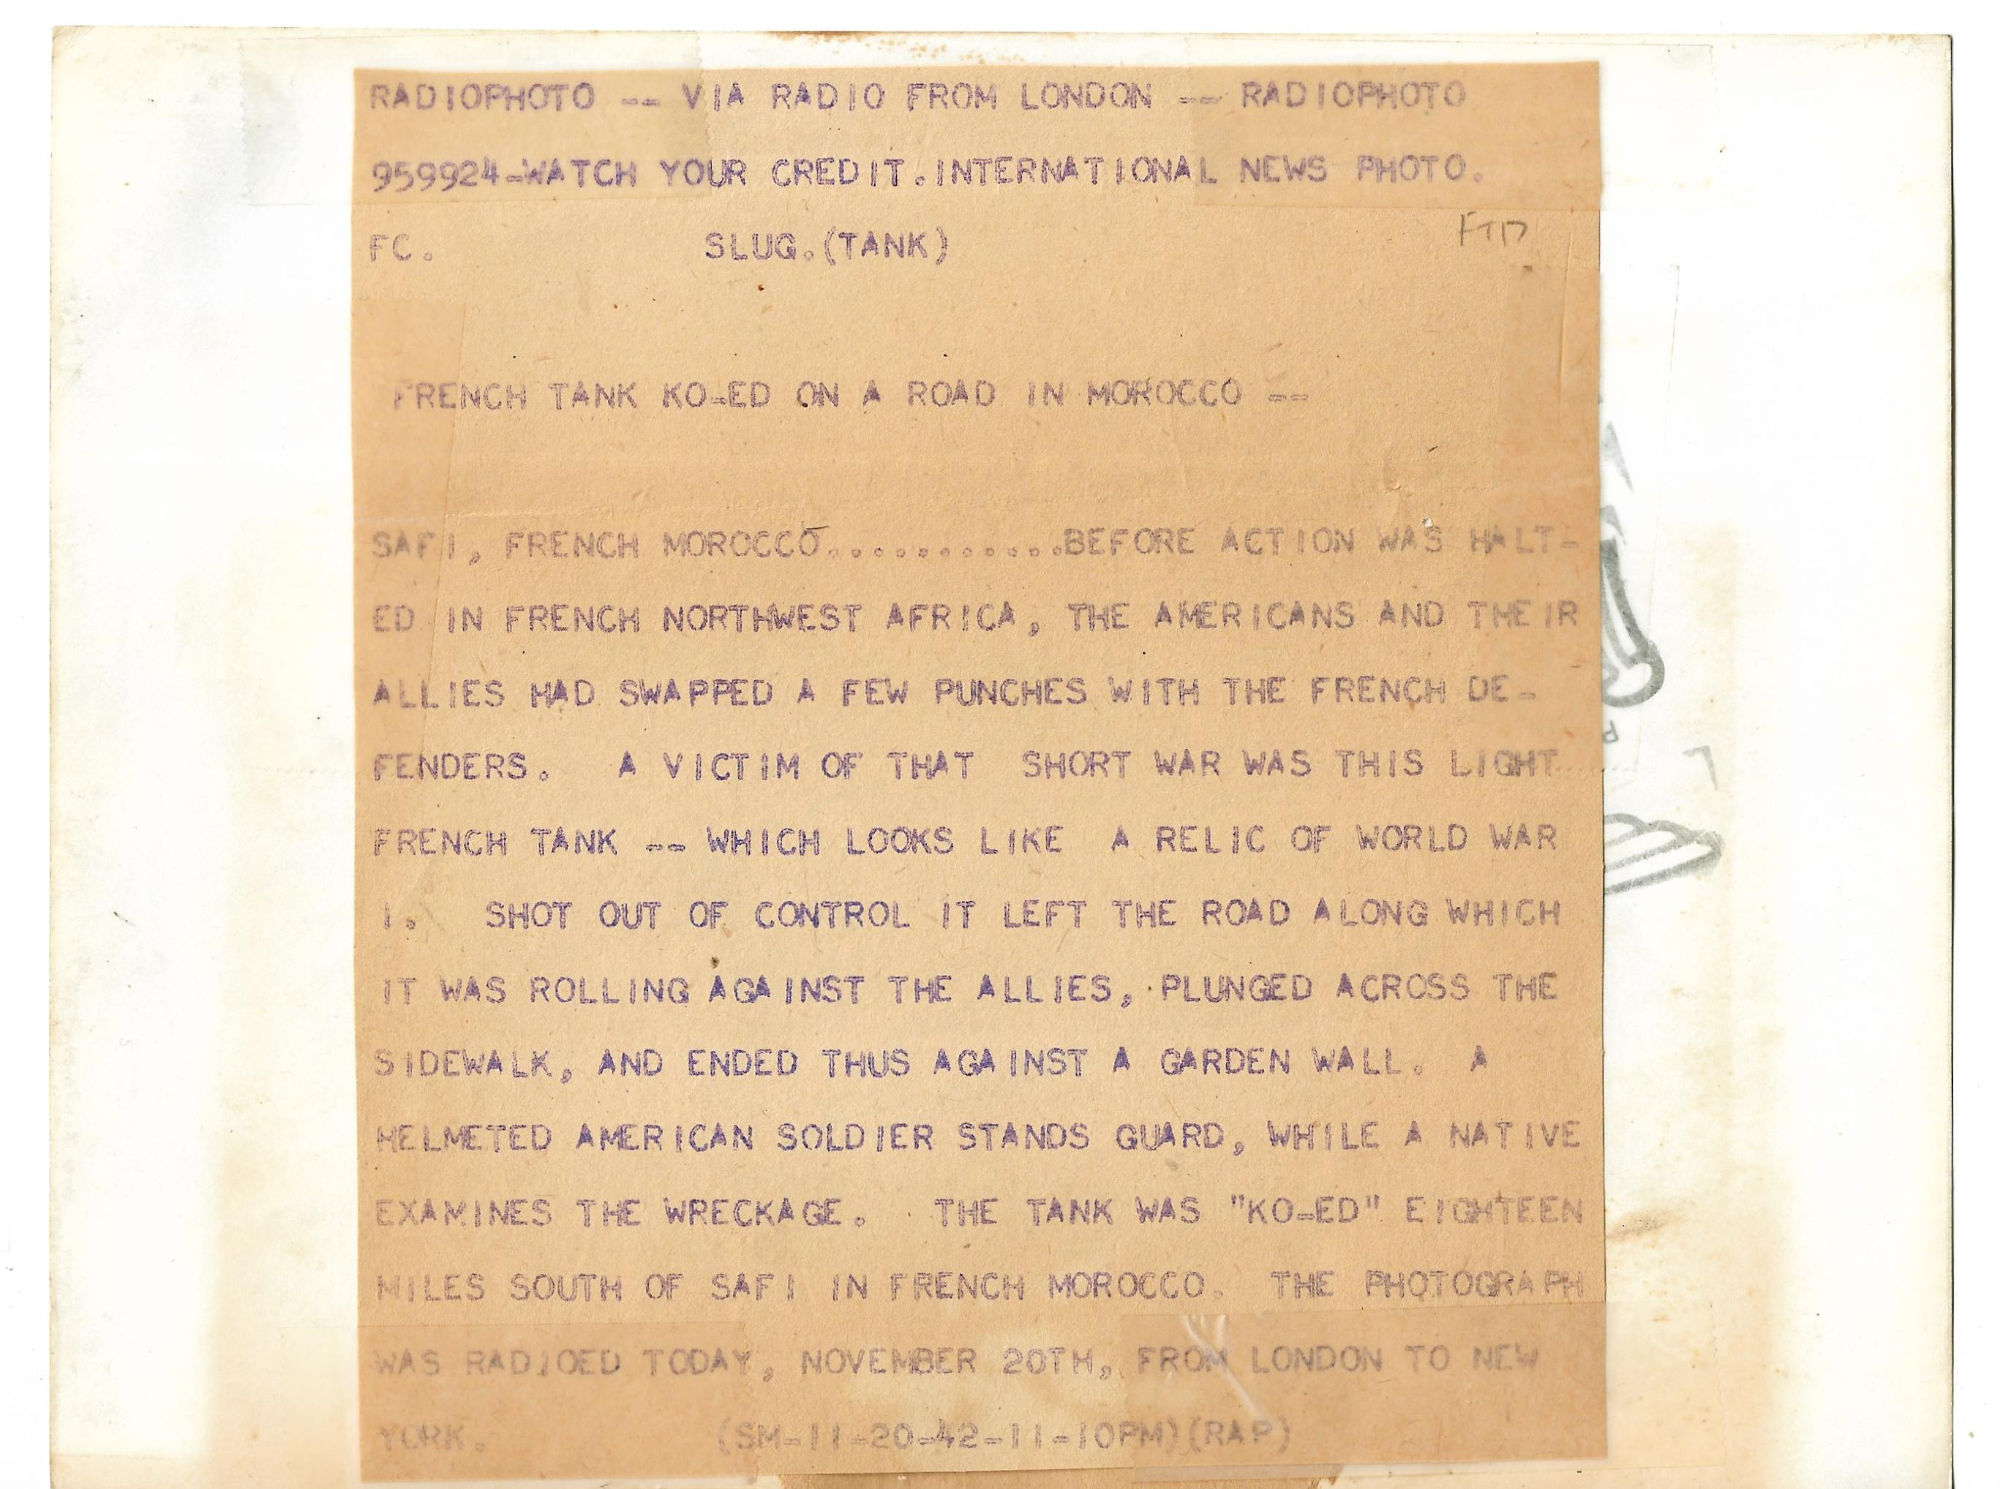 RADIOPHOTO -- VIA RADIO FROM LONDON -- RADIOPHOTO
959924-WATCH YOUR CREDIT.INTERNATIONAL NEWS PHOTO.
FC. SLUG.(TANK)
FRENCH TANK KO-ED ON A ROAD IN MOROCCO --
SAFI, FRENCH MOROCCO...........BEFORE ACTION WAS HALT-
ED IN FRENCH NORTHWEST AFRICA, THE AMERICANS AND THEIR
ALLIES HAD SWAPPED A FEW PUNCHES WITH THE FRENCH DE-
FENDERS. A VICTIM OF THAT SHORT WAR WAS THIS LIGHT
FRENCH TANK -- WHICH LOOKS LIKE A RELIC OF WORLD WAR
I. SHOT OUT OF CONTROL IT LEFT THE ROAD ALONG WHICH
IT WAS ROLLING AGAINST THE ALLIES, PLUNGED ACROSS THE
SIDEWALK, AND ENDED THUS AGAINST A GARDEN WALL. A
HELMETED AMERICAN SOLDIER STANDS GUARD, WHILE A NATIVE
EXAMINES THE WRECKAGE. THE TANK WAS "KO-ED" EIGHTEEN
MILES SOUTH OF SAFI IN FRENCH MOROCCO. THE PHOTOGRAPH
WAS RADIOED TODAY, NOVEMBER 20TH, FROM LONDON TO NEW
YORK. (SM-11-20-42-11-10PM)(RAP)